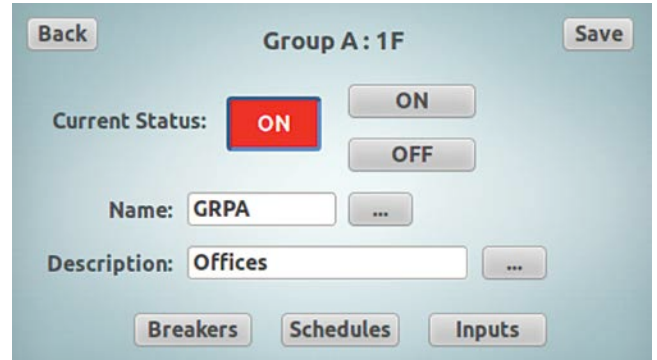 Back Group A : 1F Save
Current Status: ON ON
OFF
Name: GRPA ...
Description: Offices ...
Breakers Schedules Inputs